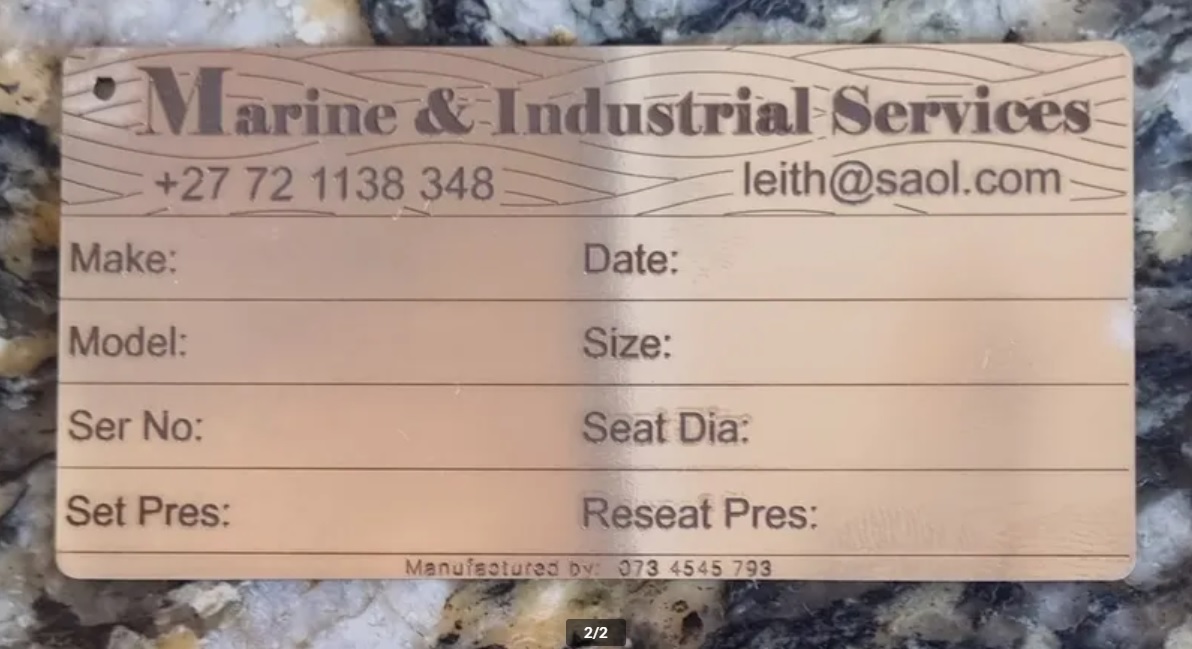 Marine & Industrial Services
+27 72 1138 348 leith@saol.com
Make: Date:
Model: Size:
Ser No: Seat Dia:
Set Pres: Reseat Pres:
Manufactured by: 073 4545 793
2/2